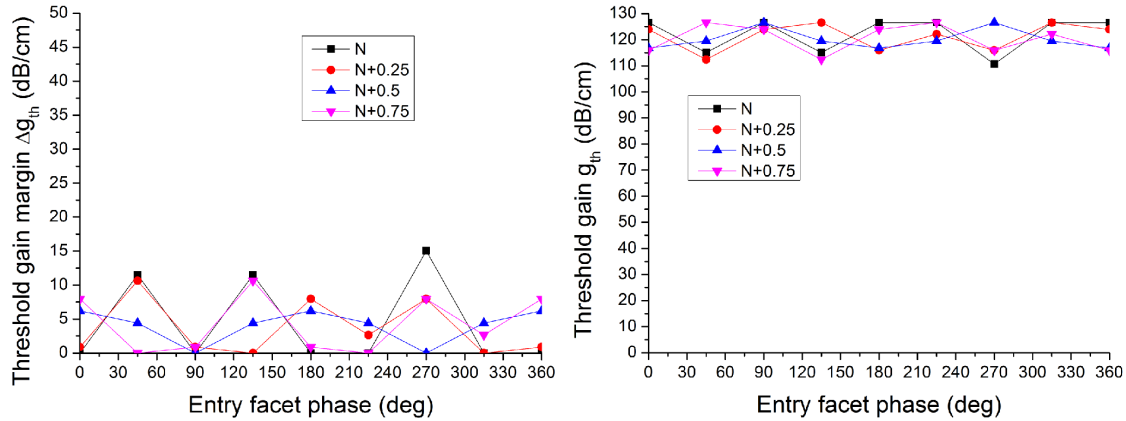 Threshold gain margin Δg_th (dB/cm)
50
45
40
35
30
25
20
15
10
5
0
N
N+0.25
N+0.5
N+0.75
0 30 60 90 120 150 180 210 240 270 300 330 360
Entry facet phase (deg)
Threshold gain g_th (dB/cm)
130
120
110
100
90
80
70
60
50
40
30
20
10
0
N
N+0.25
N+0.5
N+0.75
0 30 60 90 120 150 180 210 240 270 300 330 360
Entry facet phase (deg)